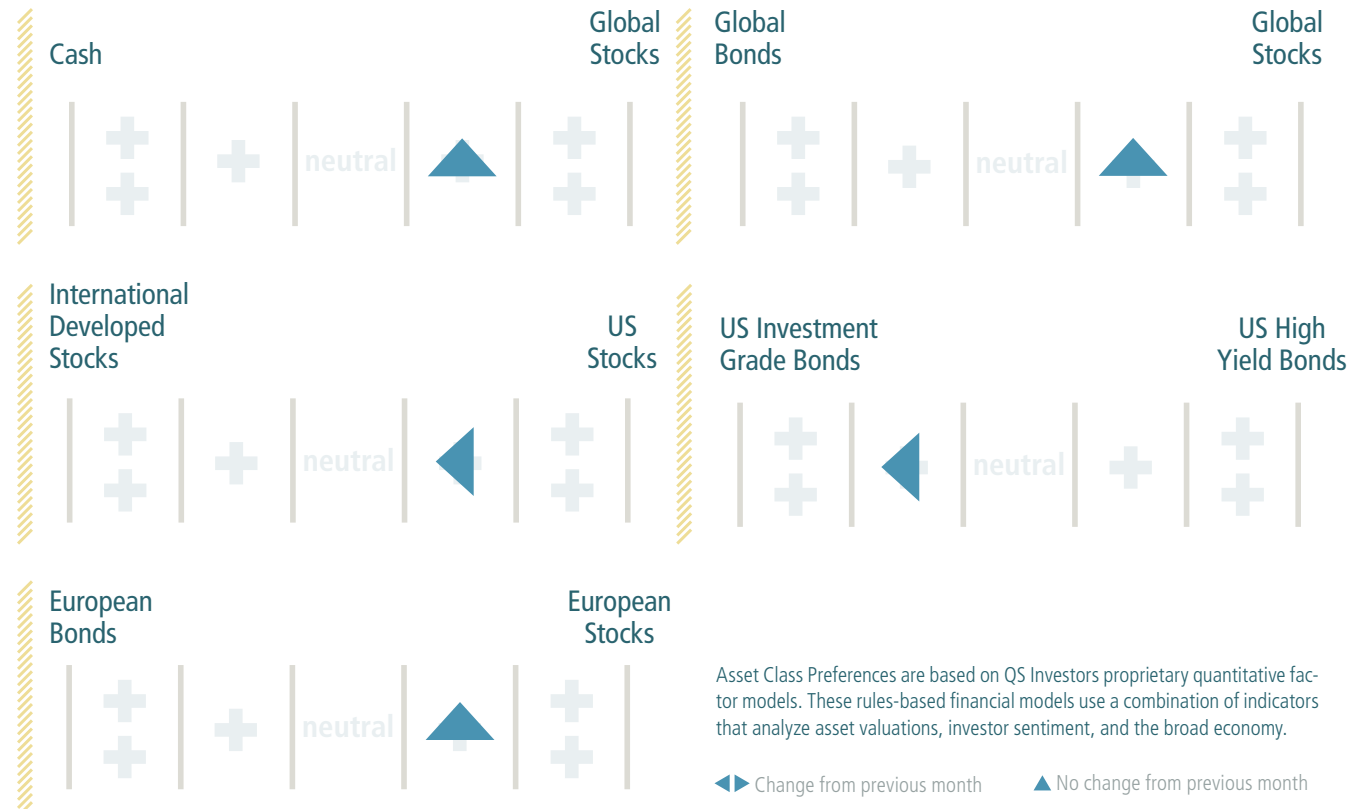 Cash
Global
Stocks
neutral
Global
Bonds
Global
Stocks
neutral
International
Developed
Stocks
US
Stocks
neutral
US Investment
Grade Bonds
US High
Yield Bonds
neutral
European
Bonds
European
Stocks
neutral
Asset Class Preferences are based on QS Investors proprietary quantitative fac-
tor models. These rules-based financial models use a combination of indicators
that analyze asset valuations, investor sentiment, and the broad economy.
Change from previous month
No change from previous month